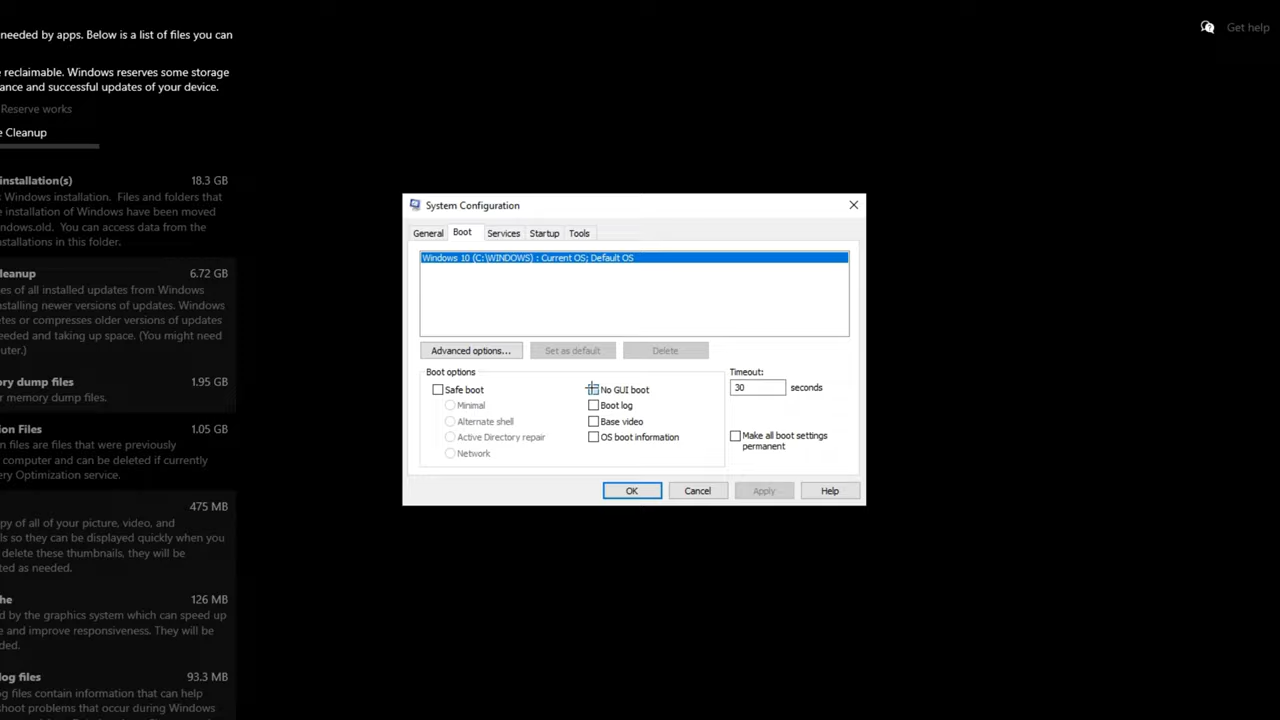 needed by apps. Below is a list of files you can
reclaimable. Windows reserves some storage
ance and successful updates of your device.
Reserve works
e Cleanup
installation(s) 18.3 GB
Windows installation. Files and folders that
e installation of Windows have been moved
ndows.old. You can access data from the
nstallations in this folder.
leanup 6.72 GB
es of all installed updates from Windows
nstalling newer versions of updates. Windows
etes or compresses older versions of updates
eeded and taking up space. (You might need
uter.)
ry dump files 1.95 GB
r memory dump files.
ion Files 1.05 GB
n files are files that were previously
computer and can be deleted if currently
ery Optimization service.
475 MB
py of all of your picture, video, and
ls so they can be displayed quickly when you
delete these thumbnails, they will be
ted as needed.
he 126 MB
d by the graphics system which can speed up
e and improve responsiveness. They will be
ded.
log files 93.3 MB
og files contain information that can help
shoot problems that occur during Windows
Get help
System Configuration
General Boot Services Startup Tools
Windows 10 (C:\WINDOWS) : Current OS; Default OS
Advanced options... Set as default Delete
Boot options
Safe boot
Minimal
Alternate shell
Active Directory repair
Network
No GUI boot
Boot log
Base video
OS boot information
Timeout:
30 seconds
Make all boot settings
permanent
OK Cancel Apply Help